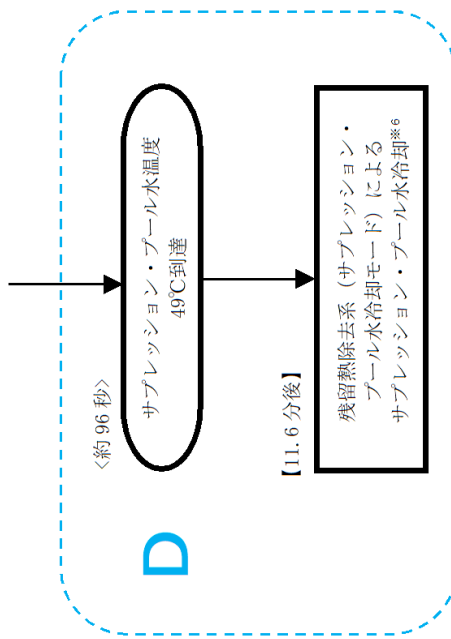 D
<約 96 秒>
サプレッション・プール水温度
49℃到達
【11.6 分後】
残留熱除去系（サプレッション・
プール水冷却モード）による
サプレッション・プール水冷却※6